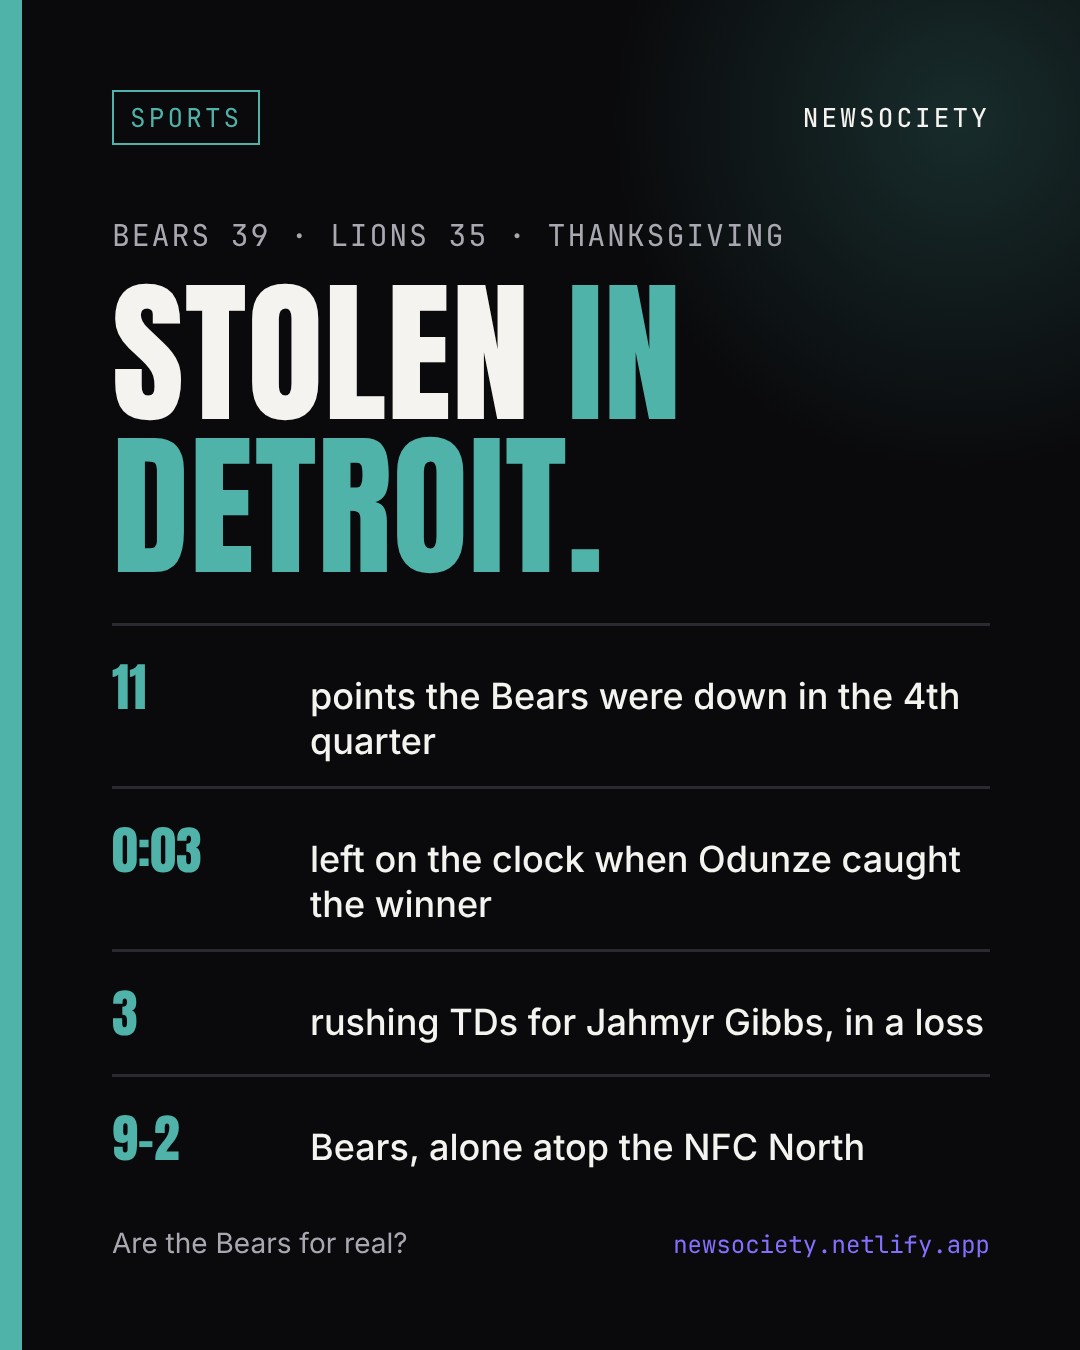 SPORTS
NEWSOCIETY
BEARS 39 · LIONS 35 · THANKSGIVING
STOLEN IN
DETROIT.
11
points the Bears were down in the 4th
quarter
0:03
left on the clock when Odunze caught
the winner
3
rushing TDs for Jahmyr Gibbs, in a loss
9-2
Bears, alone atop the NFC North
Are the Bears for real?
newsociety.netlify.app